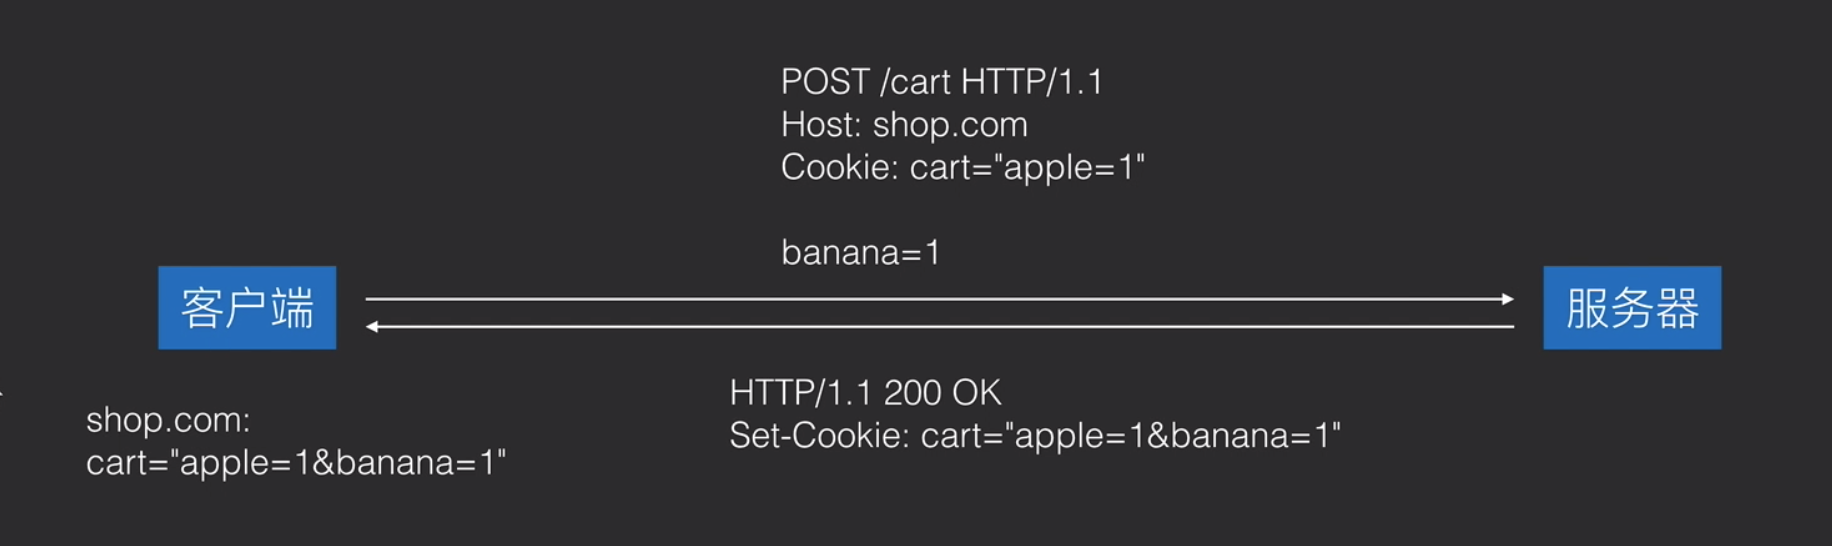 POST /cart HTTP/1.1
Host: shop.com
Cookie: cart="apple=1"
banana=1
客户端
服务器
HTTP/1.1 200 OK
Set-Cookie: cart="apple=1&banana=1"
shop.com:
cart="apple=1&banana=1"